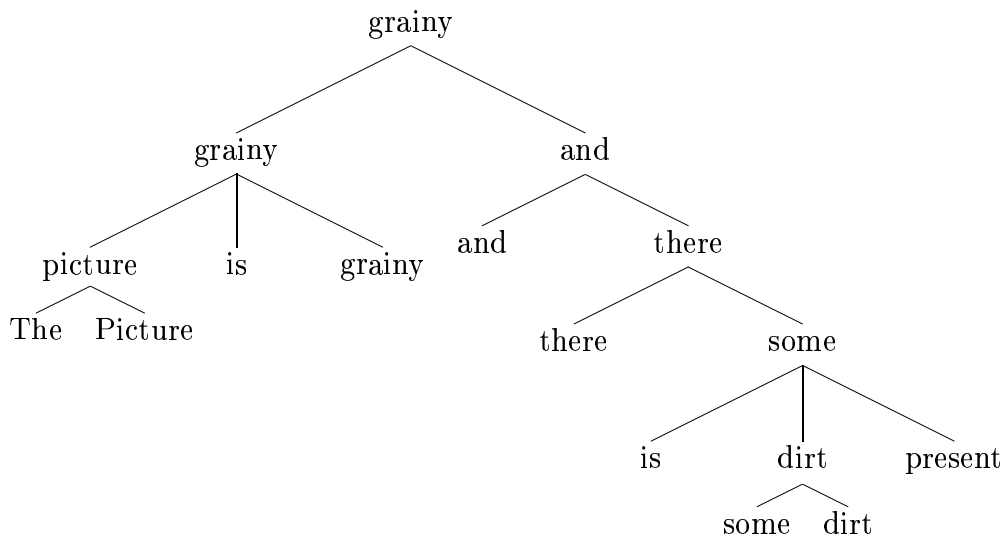 grainy
grainy and
and there
picture is grainy
The Picture
there some
is dirt present
some dirt